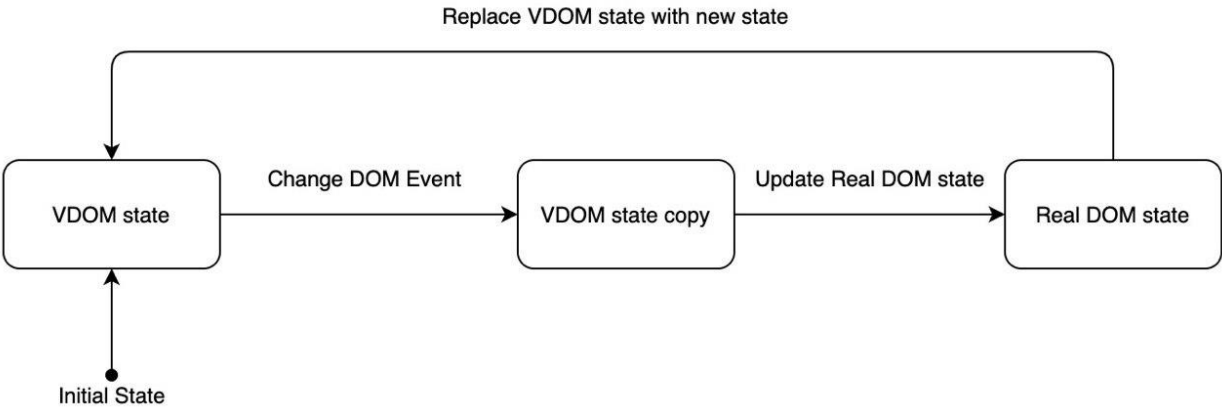 Replace VDOM state with new state
Change DOM Event
Update Real DOM state
VDOM state
VDOM state copy
Real DOM state
Initial State